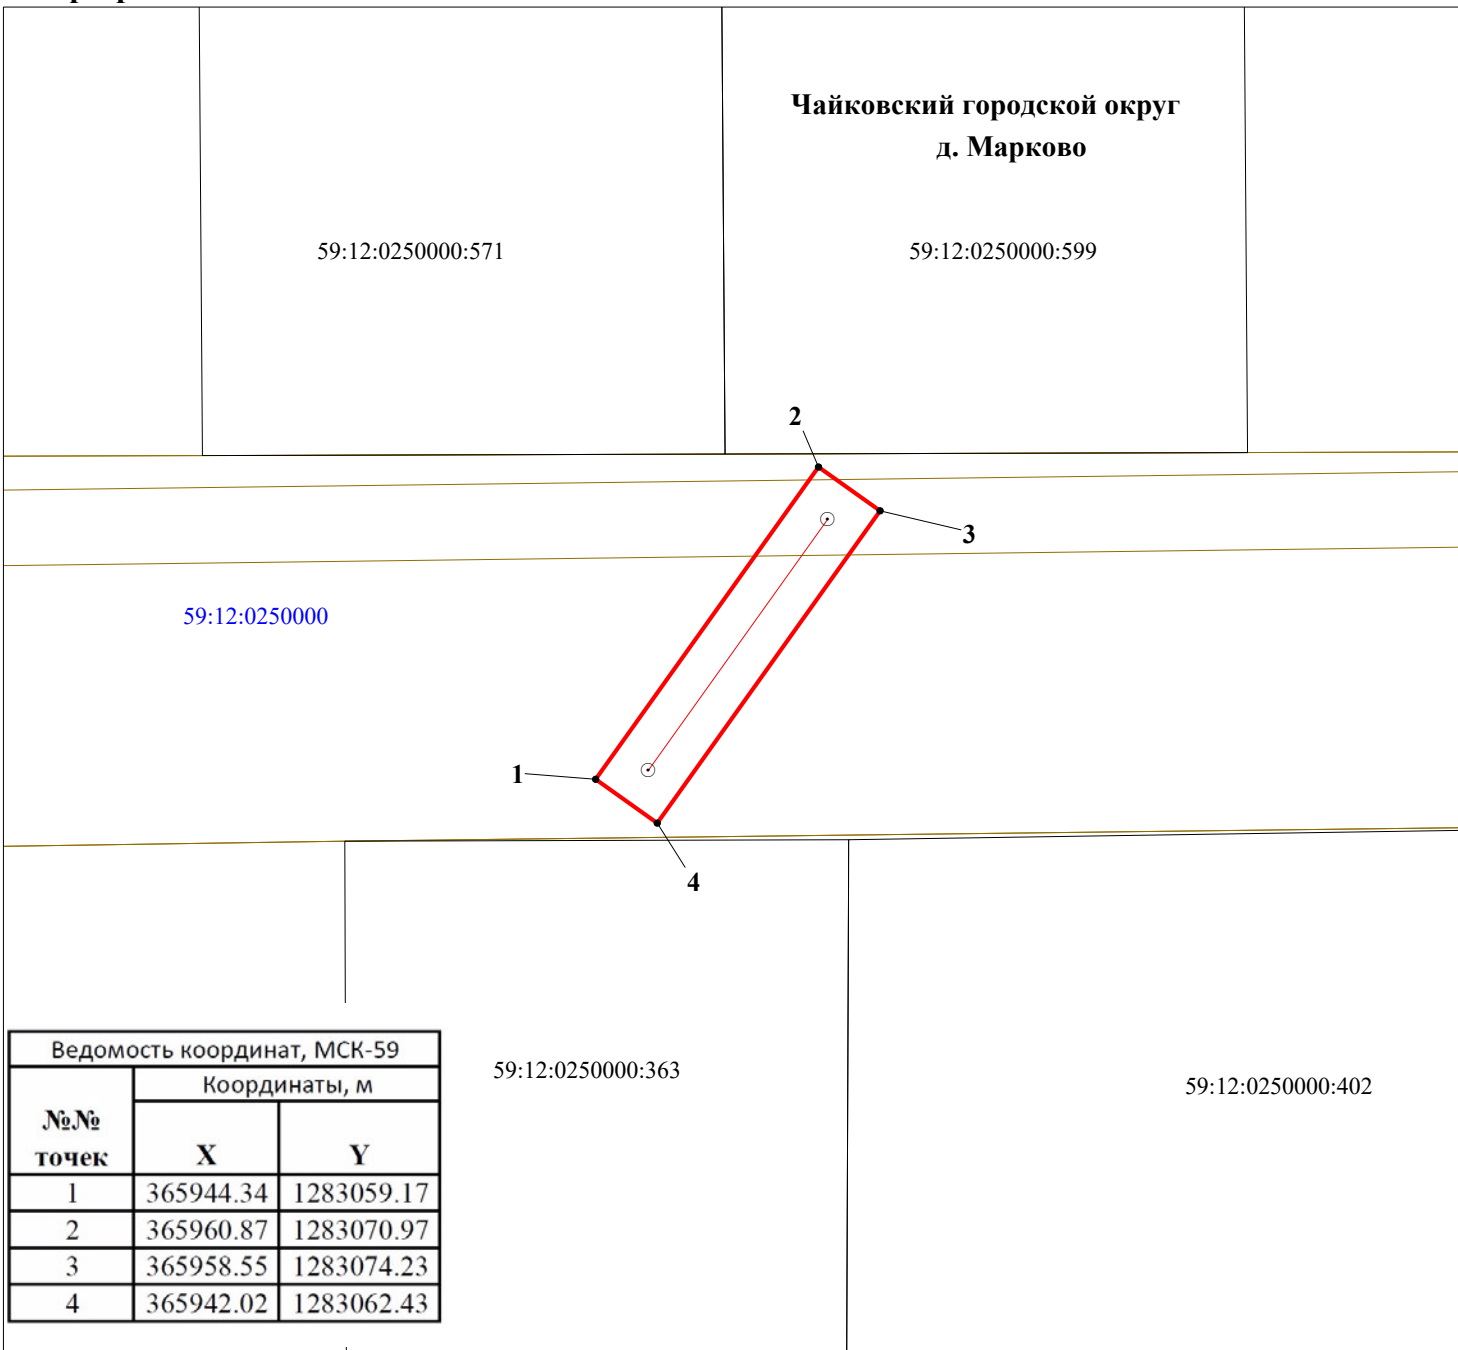 Чайковский городской округ
д. Марково
59:12:0250000:571
59:12:0250000:599
2
3
59:12:0250000
1
4
59:12:0250000:363
59:12:0250000:402
Ведомость координат, МСК-59
№№ точек
Координаты, м
X Y
1 365944.34 1283059.17
2 365960.87 1283070.97
3 365958.55 1283074.23
4 365942.02 1283062.43